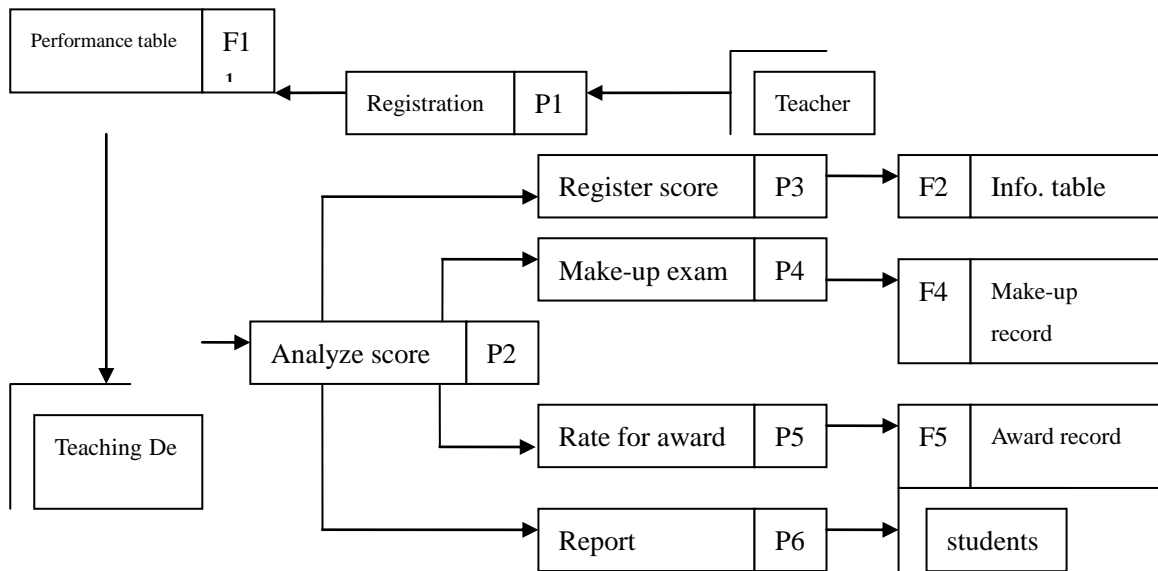 Performance table F1
1
Registration P1 Teacher
Register score P3 F2 Info. table
Make-up exam P4 F4 Make-up
record
Analyze score P2
Teaching De Rate for award P5 F5 Award record
Report P6 students